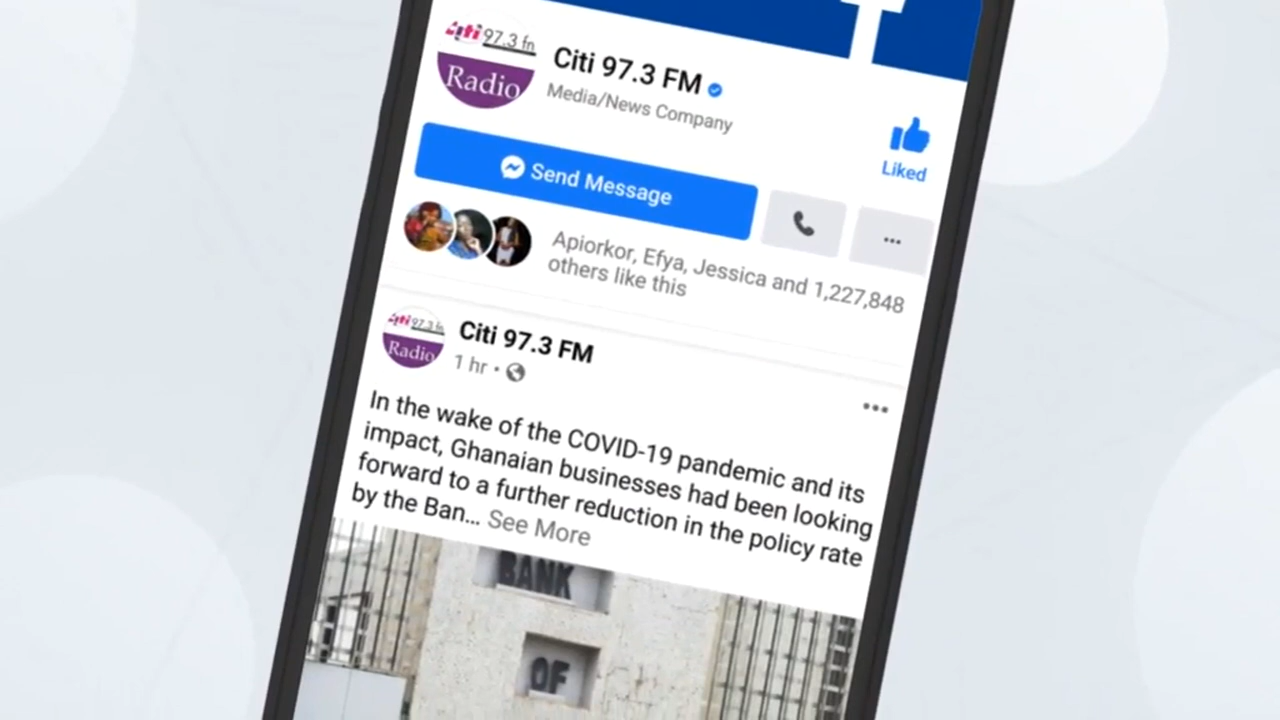 Citi 97.3 fm
Radio
Citi 97.3 FM
Media/News Company
Liked
Send Message
Apiorkor, Efya, Jessica and 1,227,848
others like this
Citi 97.3 fm
Radio
Citi 97.3 FM
1 hr
In the wake of the COVID-19 pandemic and its
impact, Ghanaian businesses had been looking
forward to a further reduction in the policy rate
by the Ban... See More
BANK
OF